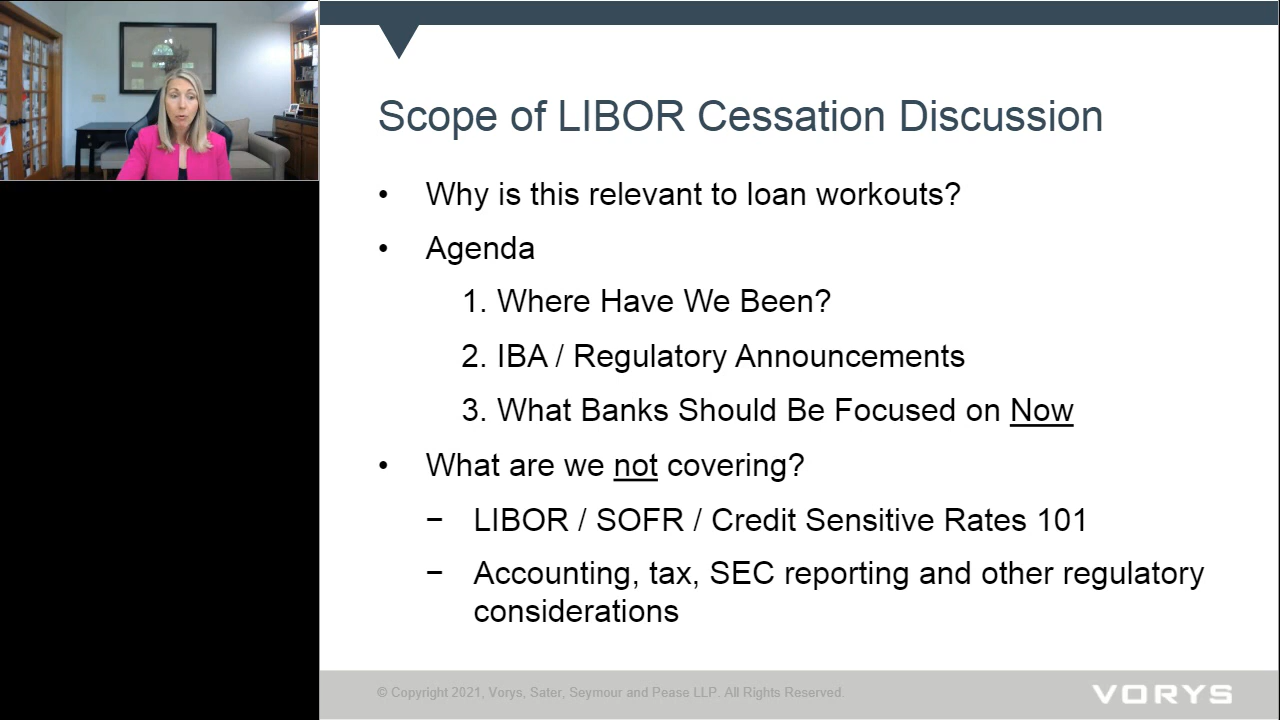 Scope of LIBOR Cessation Discussion
• Why is this relevant to loan workouts?
• Agenda
1. Where Have We Been?
2. IBA / Regulatory Announcements
3. What Banks Should Be Focused on Now
• What are we not covering?
− LIBOR / SOFR / Credit Sensitive Rates 101
− Accounting, tax, SEC reporting and other regulatory
considerations
© Copyright 2021, Vorys, Sater, Seymour and Pease LLP. All Rights Reserved.
VORYS